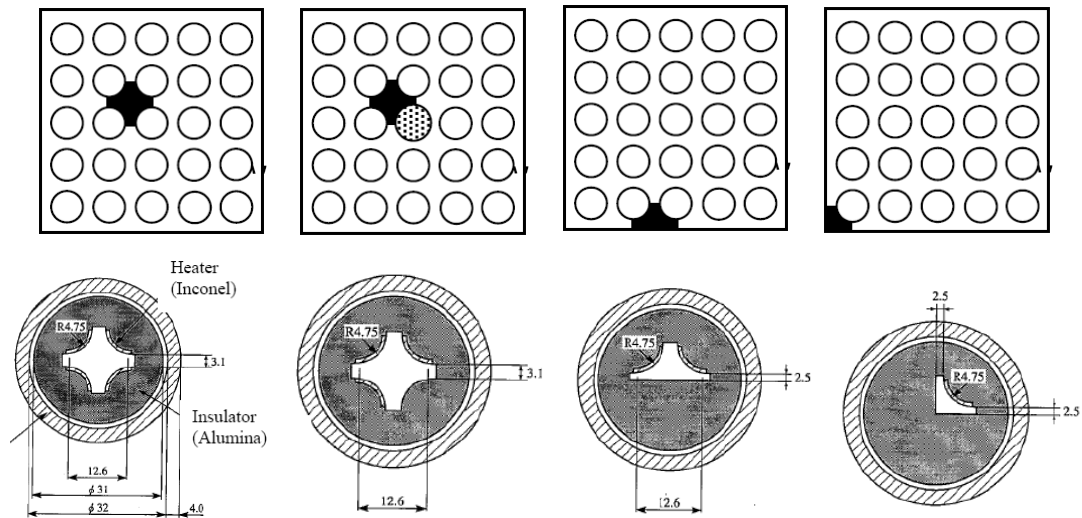 Heater
(Inconel)
R4.75
3.1
Insulator
(Alumina)
12.6
ϕ31
ϕ32
4.0
R4.75
3.1
12.6
R4.75
2.5
12.6
2.5
R4.75
2.5